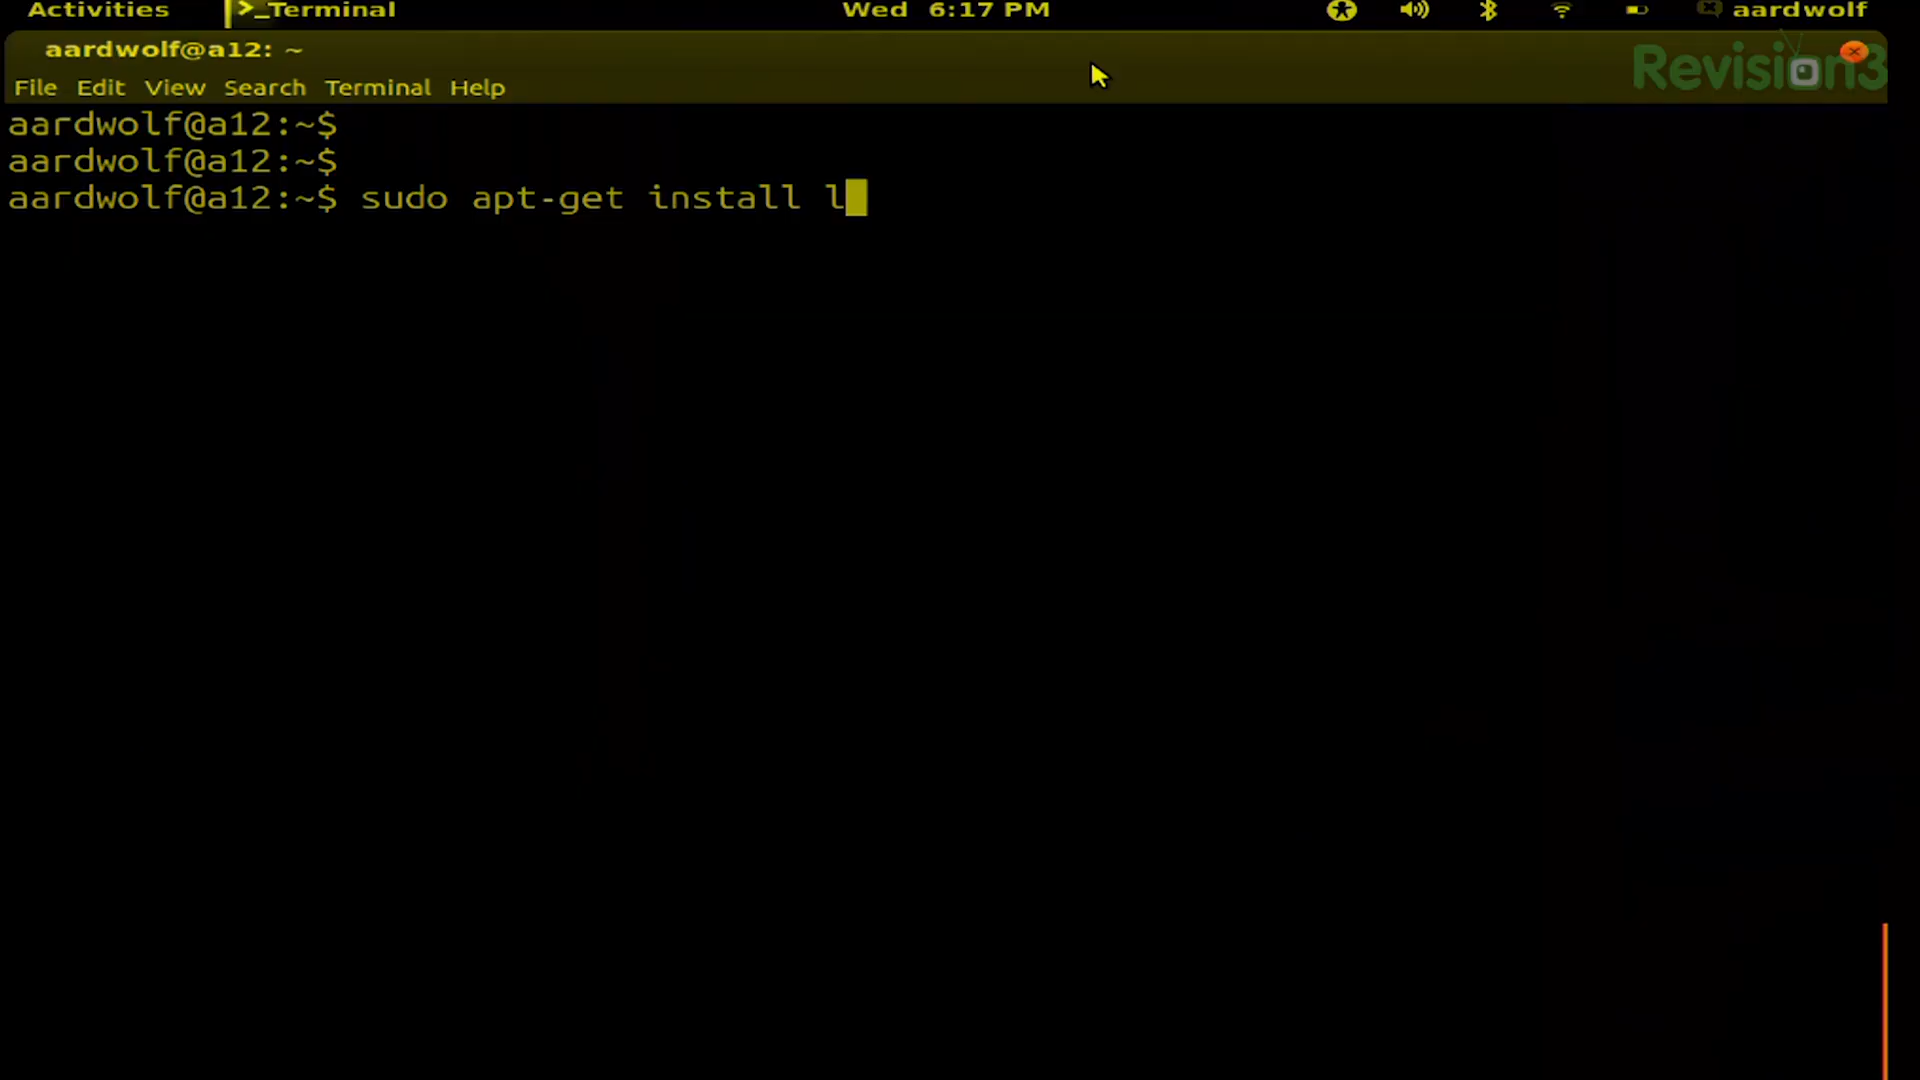 Activities >_Terminal Wed 6:17 PM aardwolf
aardwolf@a12: ~
Revision3
File Edit View Search Terminal Help
aardwolf@a12:~$
aardwolf@a12:~$
aardwolf@a12:~$ sudo apt-get install l